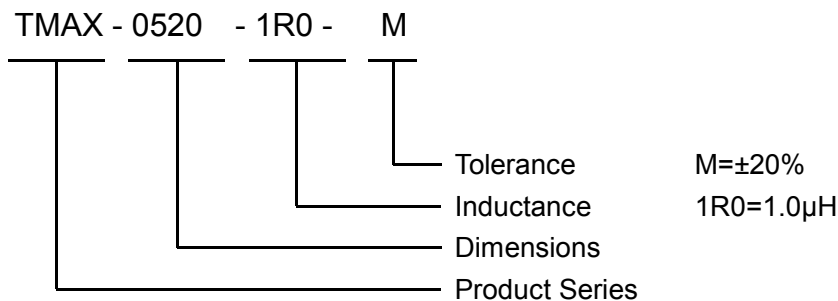 TMAX - 0520 - 1R0 - M
Tolerance M=±20%
Inductance 1R0=1.0µH
Dimensions
Product Series